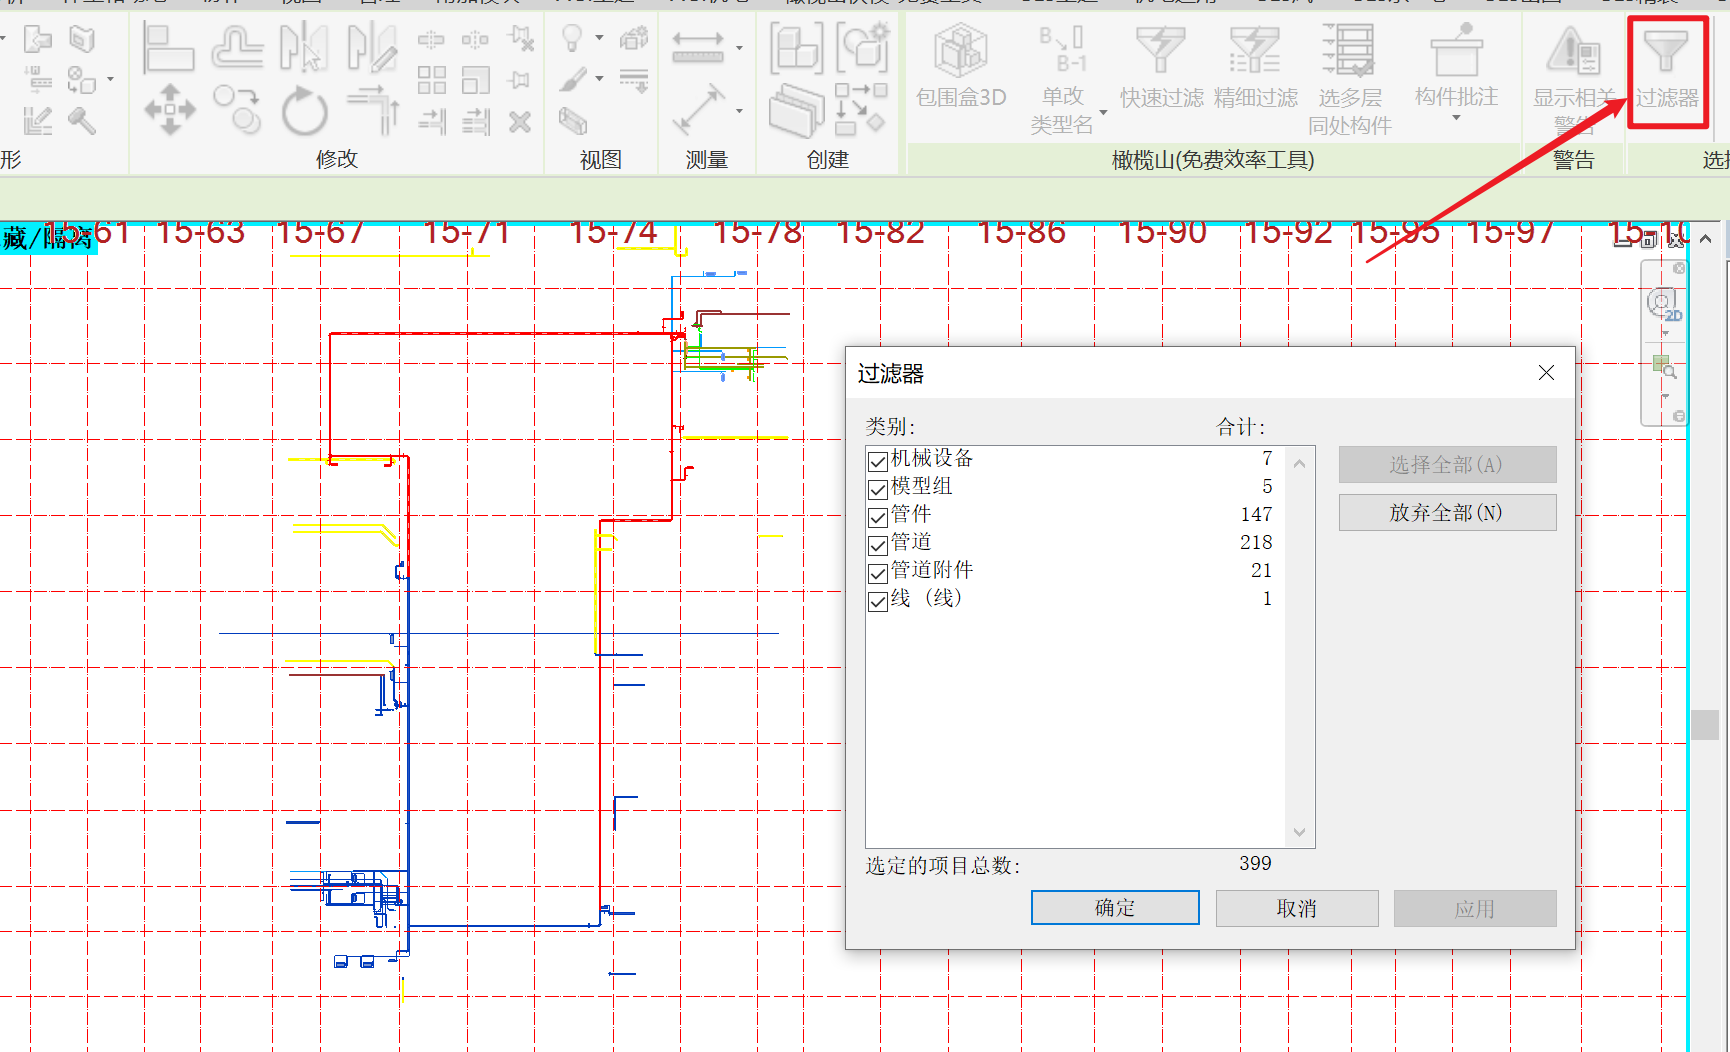 包围盒3D
单改
类型名
快速过滤
精细过滤
选多层
同处构件
构件批注
显示相关
警告
过滤器
形
修改
视图
测量
创建
橄榄山(免费效率工具)
警告
藏/隔离
15-61
15-63
15-67
15-71
15-74
15-78
15-82
15-86
15-90
15-92
15-95
15-97
2D
过滤器
类别:
合计:
机械设备 7
模型组 5
管件 147
管道 218
管道附件 21
线 (线) 1
选择全部(A)
放弃全部(N)
选定的项目总数: 399
确定
取消
应用